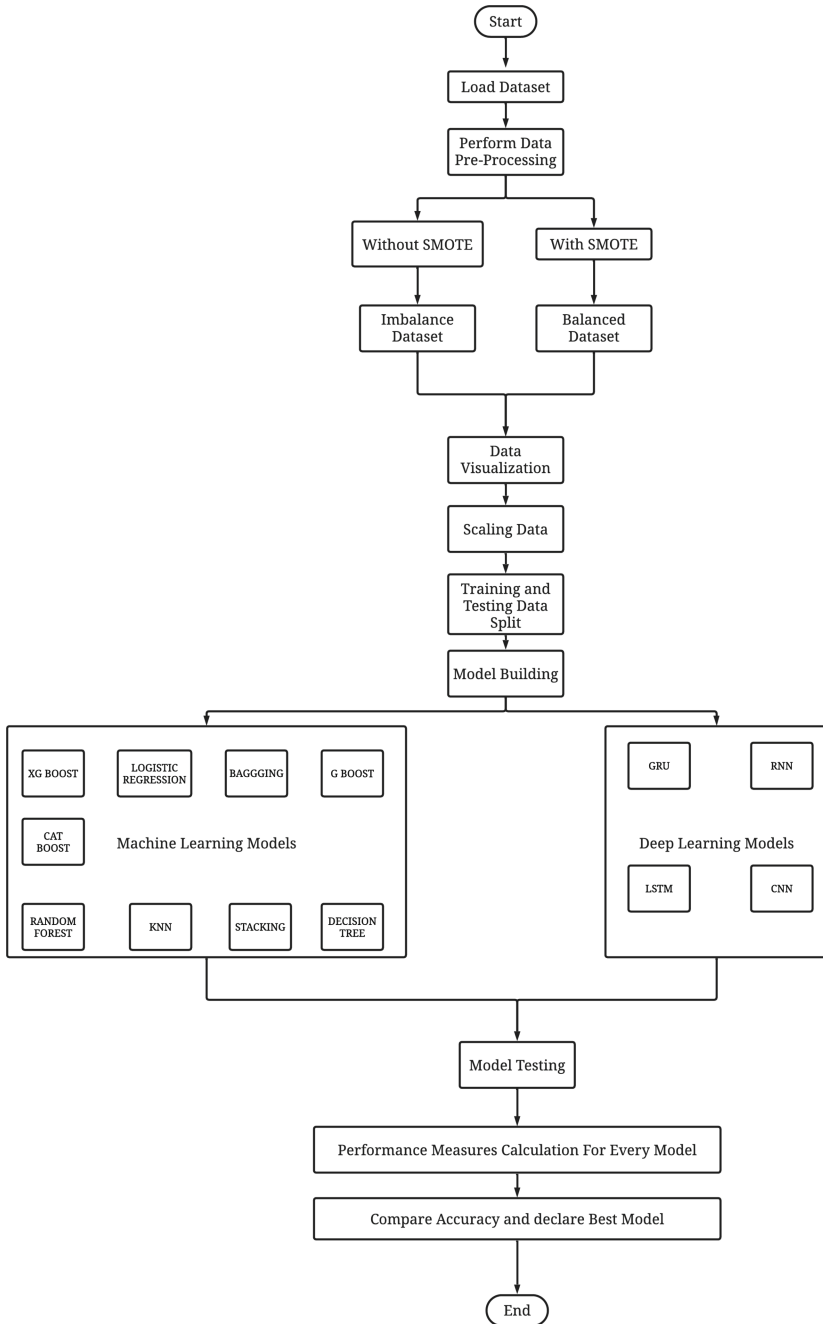 Start
Load Dataset
Perform Data
Pre-Processing
Without SMOTE
With SMOTE
Imbalance
Dataset
Balanced
Dataset
Data
Visualization
Scaling Data
Training and
Testing Data
Split
Model Building
XG BOOST
LOGISTIC
REGRESSION
BAGGGING
G BOOST
CAT
BOOST
Machine Learning Models
RANDOM
FOREST
KNN
STACKING
DECISION
TREE
GRU
RNN
Deep Learning Models
LSTM
CNN
Model Testing
Performance Measures Calculation For Every Model
Compare Accuracy and declare Best Model
End